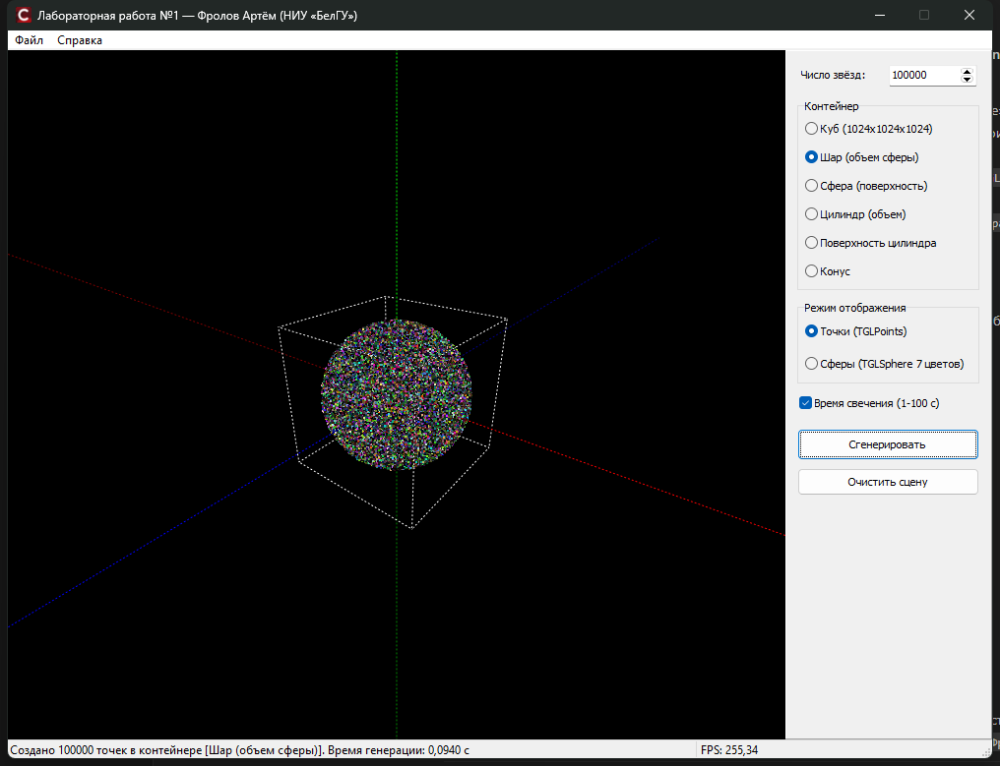 Лабораторная работа №1 — Фролов Артём (НИУ «БелГУ»)
Файл Справка
Число звёзд: 100000
Контейнер
Куб (1024x1024x1024)
Шар (объем сферы)
Сфера (поверхность)
Цилиндр (объем)
Поверхность цилиндра
Конус
Режим отображения
Точки (TGLPoints)
Сферы (TGLSphere 7 цветов)
Время свечения (1-100 с)
Сгенерировать
Очистить сцену
Создано 100000 точек в контейнере [Шар (объем сферы)]. Время генерации: 0,0940 с
FPS: 255,34